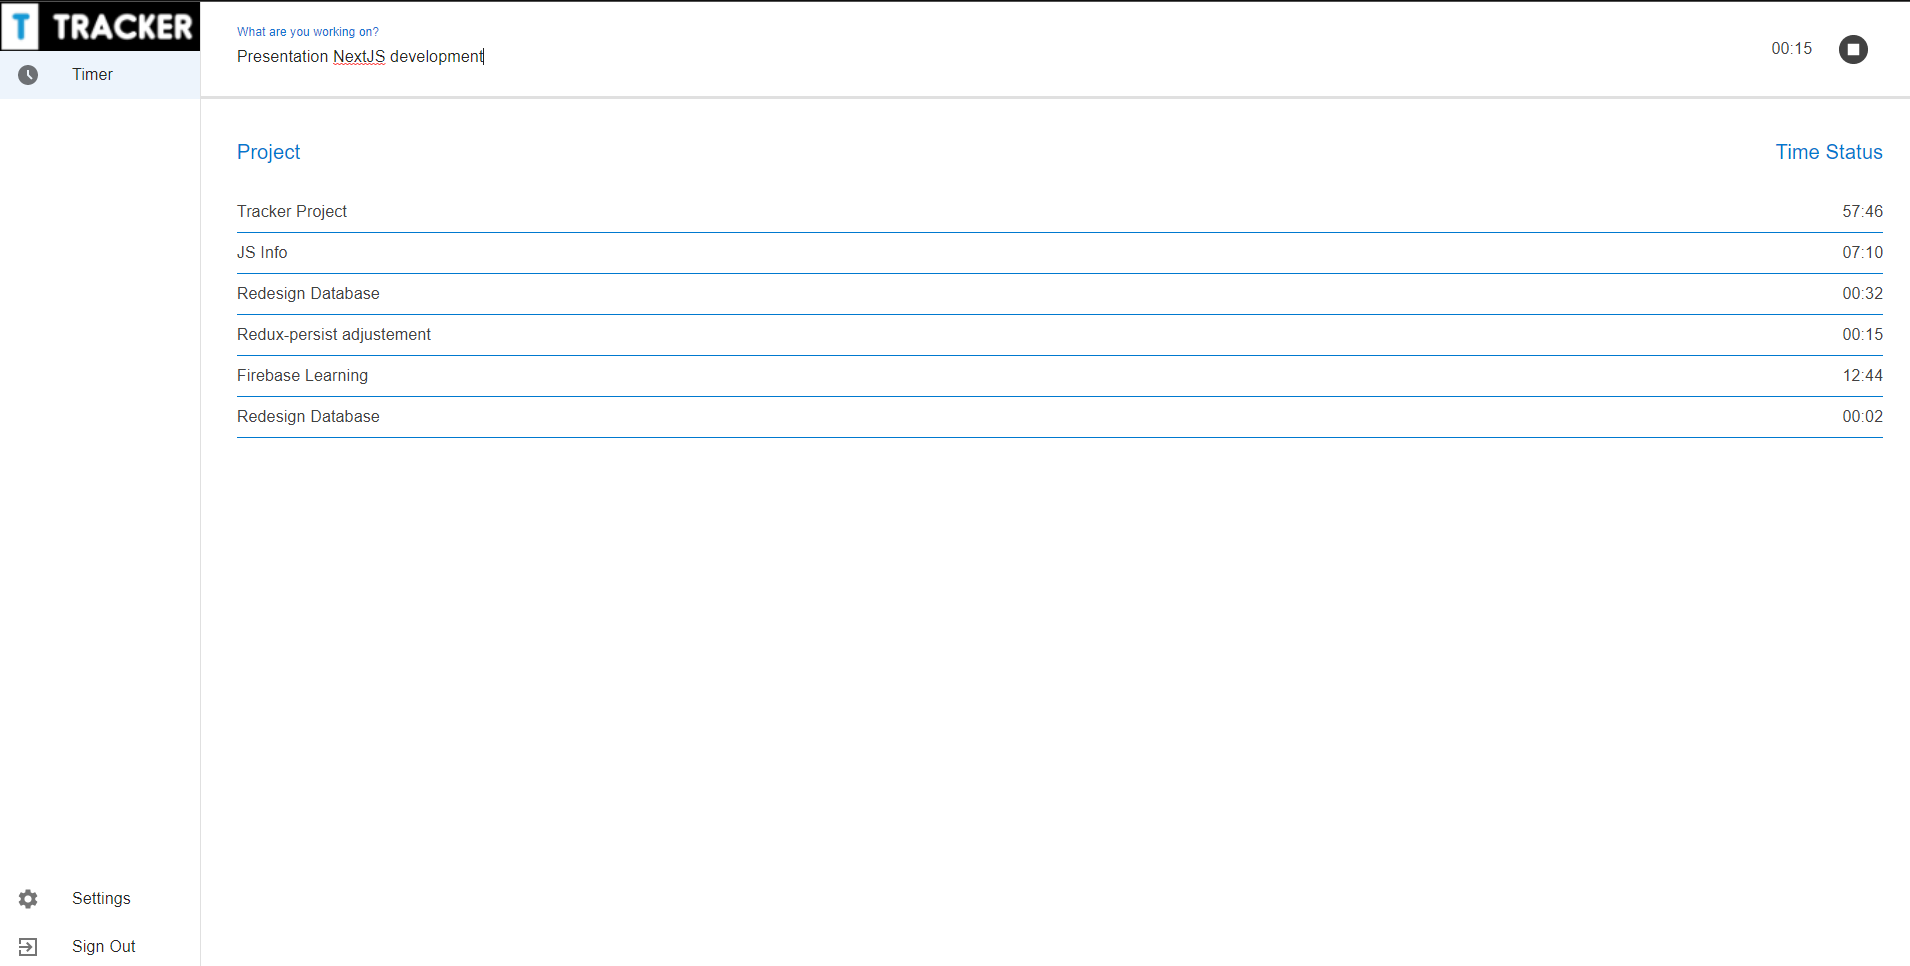 T TRACKER
Timer
What are you working on?
Presentation NextJS development
00:15
Project Time Status
Tracker Project 57:46
JS Info 07:10
Redesign Database 00:32
Redux-persist adjustement 00:15
Firebase Learning 12:44
Redesign Database 00:02
Settings
Sign Out